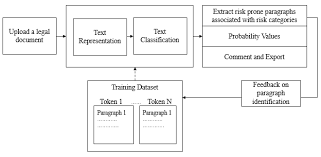 Upload a legal
document
Text
Representation
Text
Classification
Extract risk prone paragraphs
associated with risk categories
Probability Values
Comment and Export
Training Dataset
Token 1 ...... Token N
Paragraph 1
............
..........
Paragraph 1
............
..........
Feedback on
paragraph
identification